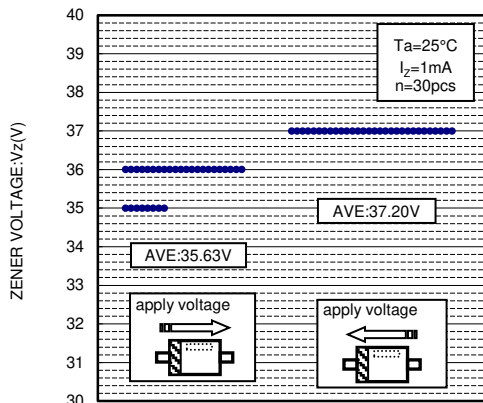 40
39
38
37
36
35
34
33
32
31
30
ZENER VOLTAGE:Vz(V)
Ta=25°C
IZ=1mA
n=30pcs
AVE:37.20V
AVE:35.63V
apply voltage
apply voltage